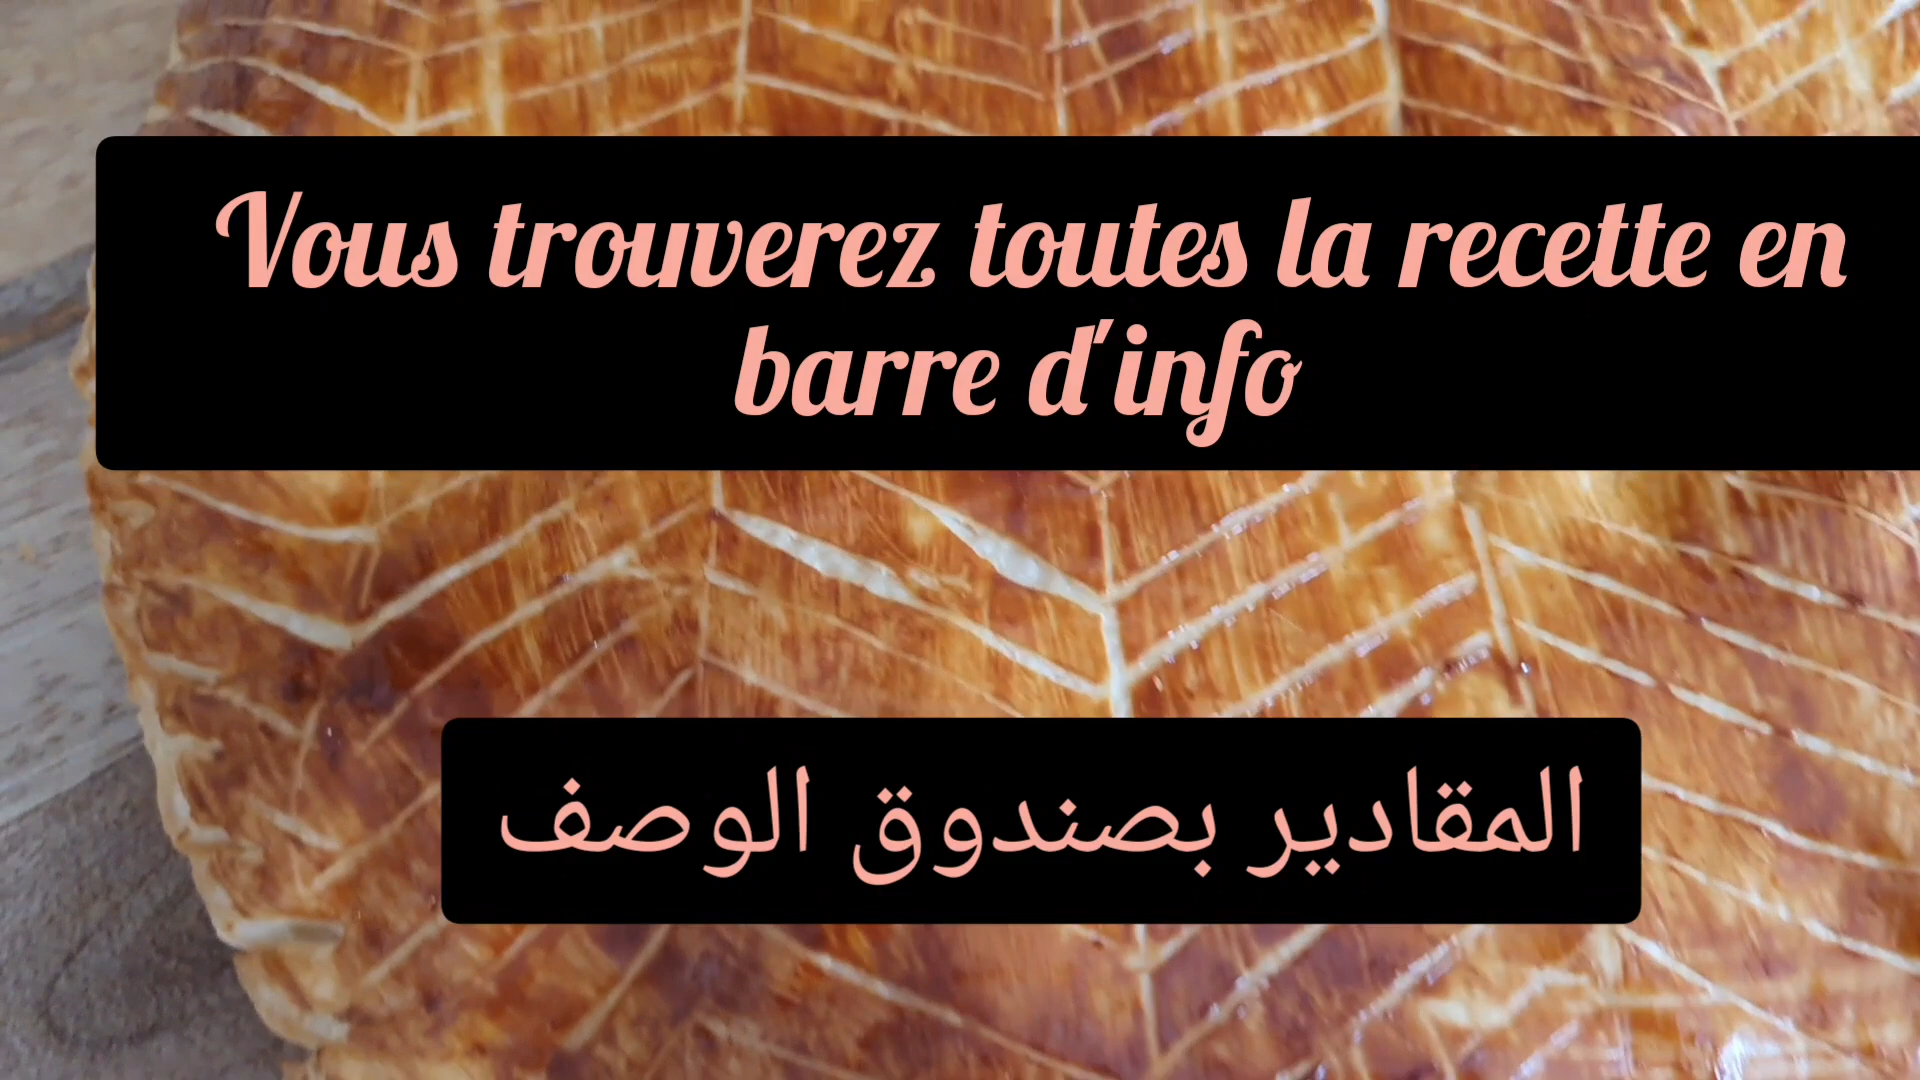 Vous trouverez toutes la recette en
barre d'info
المقادير بصندوق الوصف